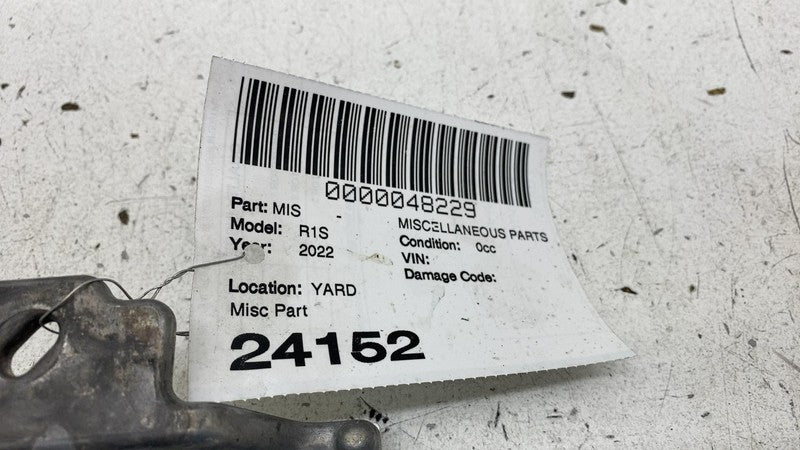 0000048229
Part: MIS
MISCELLANEOUS PARTS
Model: R1S
Condition: 0cc
Year: 2022
VIN:
Damage Code:
Location: YARD
Misc Part
24152